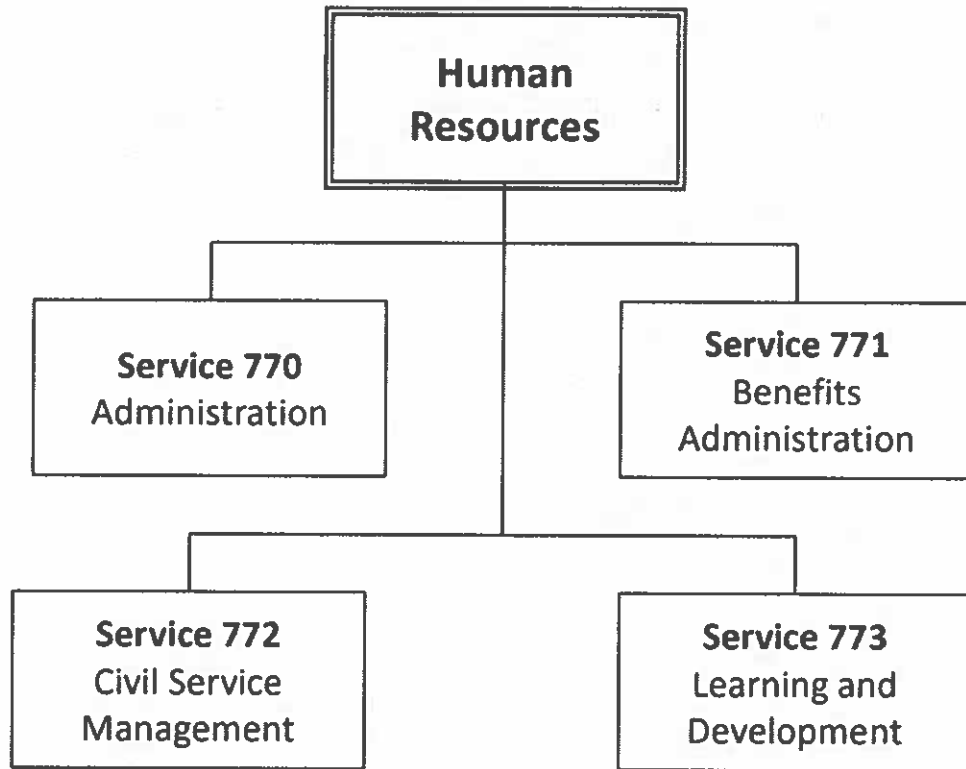 Human
Resources
Service 770
Administration
Service 771
Benefits
Administration
Service 772
Civil Service
Management
Service 773
Learning and
Development